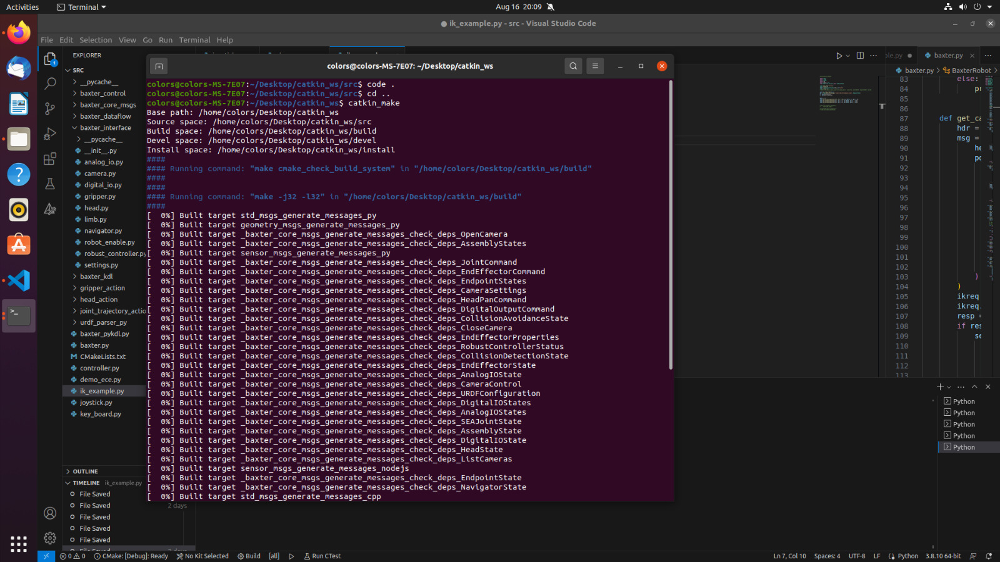 Activities
Terminal
Aug 16 20:09
ik_example.py - src - Visual Studio Code
File Edit Selection View Go Run Terminal Help
EXPLORER
SRC
__pycache__
baxter_control
baxter_core_msgs
baxter_dataflow
baxter_interface
__pycache__
__init__.py
analog_io.py
camera.py
digital_io.py
gripper.py
head.py
limb.py
navigator.py
robot_enable.py
robust_controller.py
settings.py
baxter_kdl
gripper_action
head_action
joint_trajectory_actio
urdf_parser_py
baxter_pykdl.py
baxter.py
CMakeLists.txt
controller.py
demo_ece.py
ik_example.py
joystick.py
key_board.py
OUTLINE
TIMELINE ik_example.py
File Saved
File Saved 2 days
File Saved
File Saved
File Saved
colors@colors-MS-7E07: ~/Desktop/catkin_ws
colors@colors-MS-7E07:~/Desktop/catkin_ws/src$ code .
colors@colors-MS-7E07:~/Desktop/catkin_ws/src$ cd ..
colors@colors-MS-7E07:~/Desktop/catkin_ws$ catkin_make
Base path: /home/colors/Desktop/catkin_ws
Source space: /home/colors/Desktop/catkin_ws/src
Build space: /home/colors/Desktop/catkin_ws/build
Devel space: /home/colors/Desktop/catkin_ws/devel
Install space: /home/colors/Desktop/catkin_ws/install
####
#### Running command: "make cmake_check_build_system" in "/home/colors/Desktop/catkin_ws/build"
####
####
#### Running command: "make -j32 -l32" in "/home/colors/Desktop/catkin_ws/build"
####
[  0%] Built target std_msgs_generate_messages_py
[  0%] Built target geometry_msgs_generate_messages_py
[  0%] Built target _baxter_core_msgs_generate_messages_check_deps_OpenCamera
[  0%] Built target _baxter_core_msgs_generate_messages_check_deps_AssemblyStates
[  0%] Built target sensor_msgs_generate_messages_py
[  0%] Built target _baxter_core_msgs_generate_messages_check_deps_JointCommand
[  0%] Built target _baxter_core_msgs_generate_messages_check_deps_EndEffectorCommand
[  0%] Built target _baxter_core_msgs_generate_messages_check_deps_EndpointStates
[  0%] Built target _baxter_core_msgs_generate_messages_check_deps_CameraSettings
[  0%] Built target _baxter_core_msgs_generate_messages_check_deps_HeadPanCommand
[  0%] Built target _baxter_core_msgs_generate_messages_check_deps_DigitalOutputCommand
[  0%] Built target _baxter_core_msgs_generate_messages_check_deps_CollisionAvoidanceState
[  0%] Built target _baxter_core_msgs_generate_messages_check_deps_CloseCamera
[  0%] Built target _baxter_core_msgs_generate_messages_check_deps_EndEffectorProperties
[  0%] Built target _baxter_core_msgs_generate_messages_check_deps_RobustControllerStatus
[  0%] Built target _baxter_core_msgs_generate_messages_check_deps_CollisionDetectionState
[  0%] Built target _baxter_core_msgs_generate_messages_check_deps_EndEffectorState
[  0%] Built target _baxter_core_msgs_generate_messages_check_deps_AnalogIOState
[  0%] Built target _baxter_core_msgs_generate_messages_check_deps_CameraControl
[  0%] Built target _baxter_core_msgs_generate_messages_check_deps_URDFConfiguration
[  0%] Built target _baxter_core_msgs_generate_messages_check_deps_DigitalIOStates
[  0%] Built target _baxter_core_msgs_generate_messages_check_deps_AnalogIOStates
[  0%] Built target _baxter_core_msgs_generate_messages_check_deps_SEAJointState
[  0%] Built target _baxter_core_msgs_generate_messages_check_deps_AssemblyState
[  0%] Built target _baxter_core_msgs_generate_messages_check_deps_DigitalIOState
[  0%] Built target _baxter_core_msgs_generate_messages_check_deps_HeadState
[  0%] Built target _baxter_core_msgs_generate_messages_check_deps_ListCameras
[  0%] Built target sensor_msgs_generate_messages_nodejs
[  0%] Built target _baxter_core_msgs_generate_messages_check_deps_EndpointState
[  0%] Built target _baxter_core_msgs_generate_messages_check_deps_NavigatorState
[  0%] Built target std_msgs_generate_messages_cpp
ple.py
baxter.py
baxter.py > BaxterRobot
83 else:
84 pr
85
86
87 def get_ca
88 hdr =
89 msg =
90 he
91 po
92
93
94
95
96
97
98
99
100
101
102
103 )
104 )
105 ikreq
106 ikreq.
107 resp =
108 if res
109 se
110
111
112
113
Python
Python
Python
Python
Python
0 0
CMake: [Debug]: Ready
No Kit Selected
Build
[all]
Run CTest
Ln 7, Col 10
Spaces: 4
UTF-8
LF
Python
3.8.10 64-bit